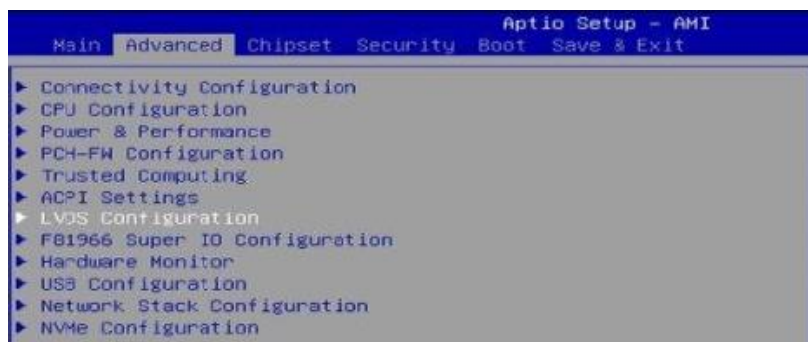 Aptio Setup - AMI
Main Advanced Chipset Security Boot Save & Exit
Connectivity Configuration
CPU Configuration
Power & Performance
PCH-FW Configuration
Trusted Computing
ACPI Settings
LVDS Configuration
F81966 Super IO Configuration
Hardware Monitor
USB Configuration
Network Stack Configuration
NVMe Configuration